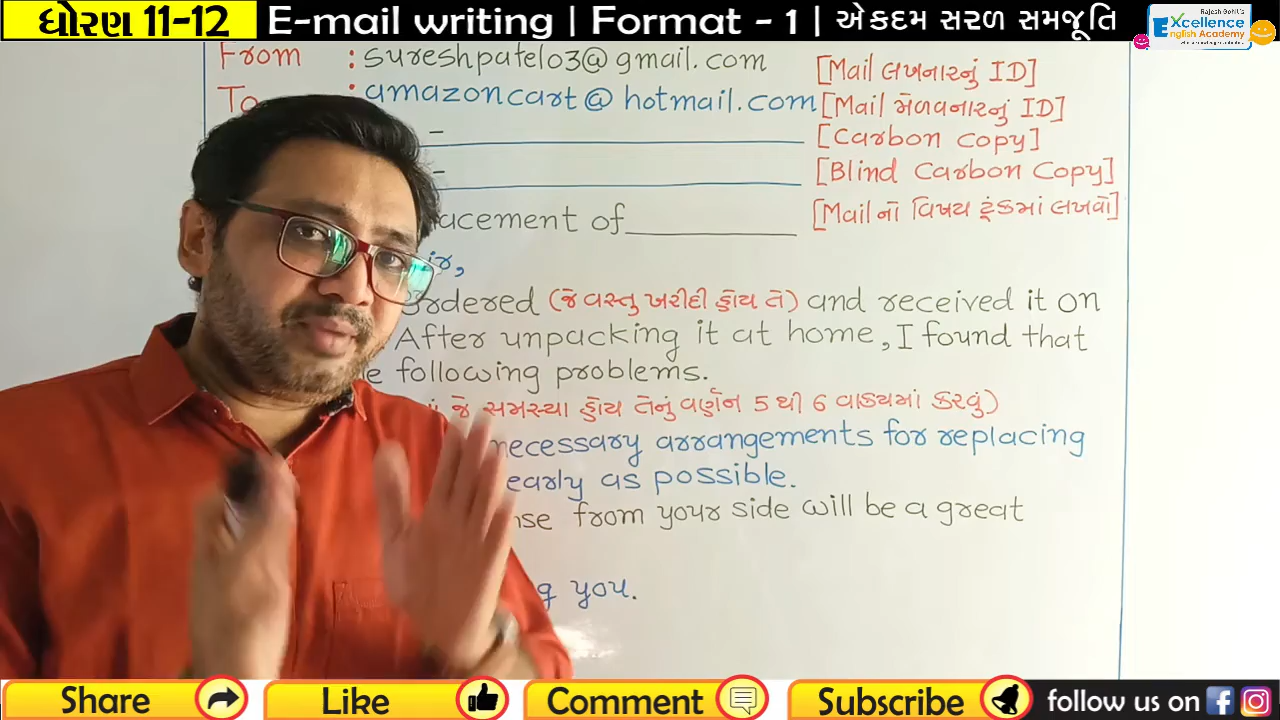 ધોરણ 11-12 E-mail writing | Format - 1 | એકદમ સરળ સમજૂતિ
Rajesh Gohil's
Excellence
English Academy
From : sureshpatel03@gmail.com [Mail લખનારનું ID]
To : amazoncart@hotmail.com [Mail મેળવનારનું ID]
- [Carbon Copy]
- [Blind Carbon Copy]
acement of [Mail નો વિષય ટૂંકમાં લખવો]
ir,
ordered (જે વસ્તુ ખરીદી હોય તે) and received it on
After unpacking it at home, I found that
e following problems.
જે સમસ્યા હોય તેનું વર્ણન 5 થી 6 વાક્યમાં કરવું)
necessary arrangements for replacing
early as possible.
nse from your side will be a great
g you.
Share Like Comment Subscribe follow us on